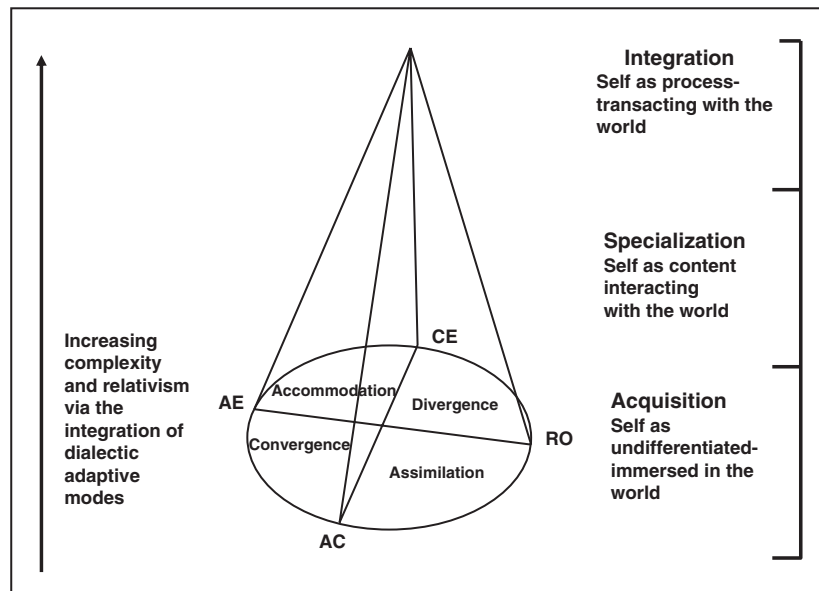 Integration
Self as process-
transacting with the
world
Specialization
Self as content
interacting
with the world
Acquisition
Self as
undifferentiated-
immersed in the
world
Increasing
complexity
and relativism
via the
integration of
dialectic
adaptive
modes
CE
AE
Accommodation
Divergence
Convergence
RO
Assimilation
AC